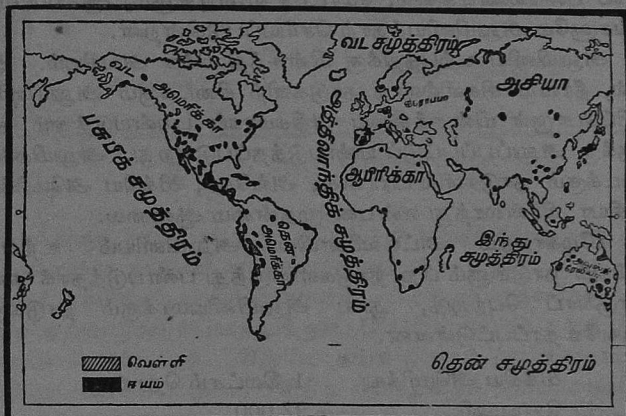 வட சமுத்திரம்
ஆசியா
வட
அமெரிக்கா
ஐரோப்பா
பசுபிக் சமுத்திரம்
அத்திலாந்திக் சமுத்திரம்
ஆபிரிக்கா
தென்
அமெரிக்கா
இந்து
சமுத்திரம்
வெள்ளி
ஈயம்
தென் சமுத்திரம்